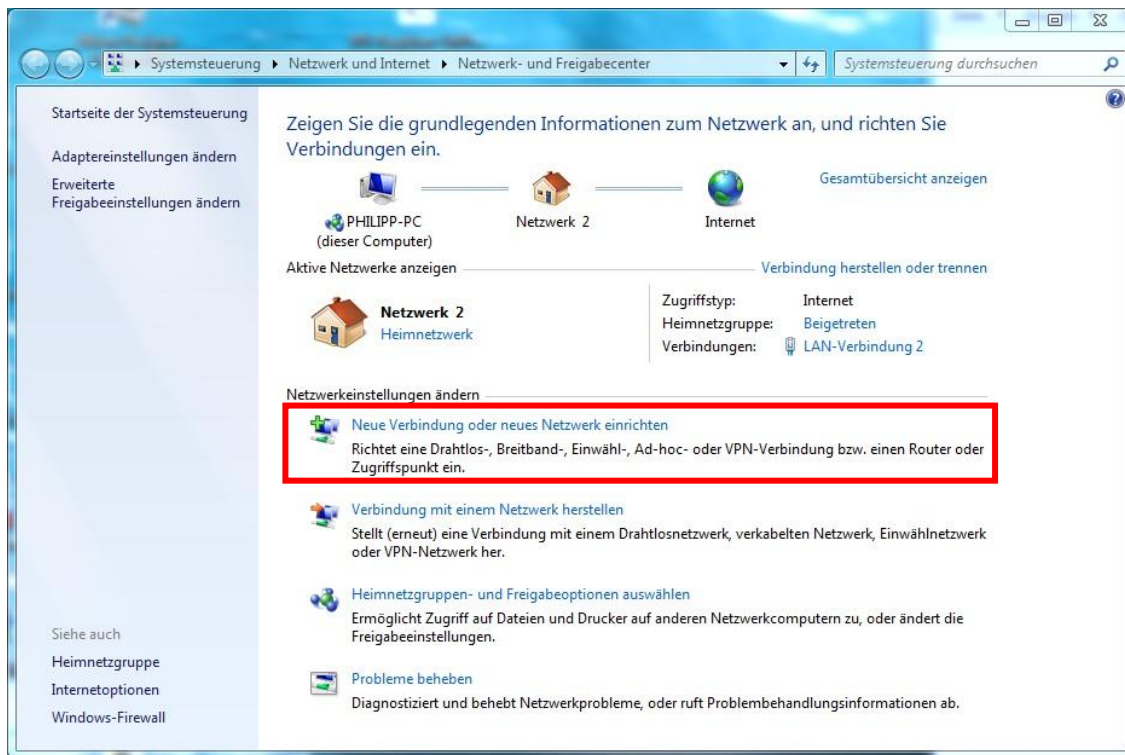 Systemsteuerung ▸ Netzwerk und Internet ▸ Netzwerk- und Freigabecenter
Systemsteuerung durchsuchen
Startseite der Systemsteuerung
Adaptereinstellungen ändern
Erweiterte
Freigabeeinstellungen ändern
Zeigen Sie die grundlegenden Informationen zum Netzwerk an, und richten Sie
Verbindungen ein.
Gesamtübersicht anzeigen
PHILIPP-PC
(dieser Computer)
Netzwerk 2
Internet
Aktive Netzwerke anzeigen
Verbindung herstellen oder trennen
Netzwerk 2
Heimnetzwerk
Zugriffstyp: Internet
Heimnetzgruppe: Beigetreten
Verbindungen: LAN-Verbindung 2
Netzwerkeinstellungen ändern
Neue Verbindung oder neues Netzwerk einrichten
Richtet eine Drahtlos-, Breitband-, Einwähl-, Ad-hoc- oder VPN-Verbindung bzw. einen Router oder
Zugriffspunkt ein.
Verbindung mit einem Netzwerk herstellen
Stellt (erneut) eine Verbindung mit einem Drahtlosnetzwerk, verkabelten Netzwerk, Einwählnetzwerk
oder VPN-Netzwerk her.
Heimnetzgruppen- und Freigabeoptionen auswählen
Ermöglicht Zugriff auf Dateien und Drucker auf anderen Netzwerkcomputern zu, oder ändert die
Freigabeeinstellungen.
Probleme beheben
Diagnostiziert und behebt Netzwerkprobleme, oder ruft Problembehandlungsinformationen ab.
Siehe auch
Heimnetzgruppe
Internetoptionen
Windows-Firewall